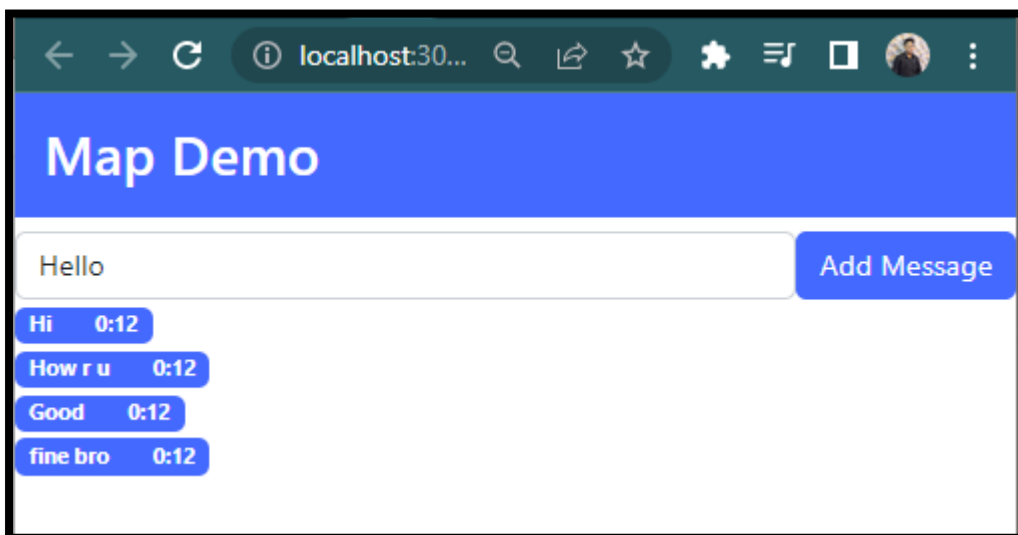 localhost:30...
Map Demo
Hello Add Message
Hi 0:12
How r u 0:12
Good 0:12
fine bro 0:12